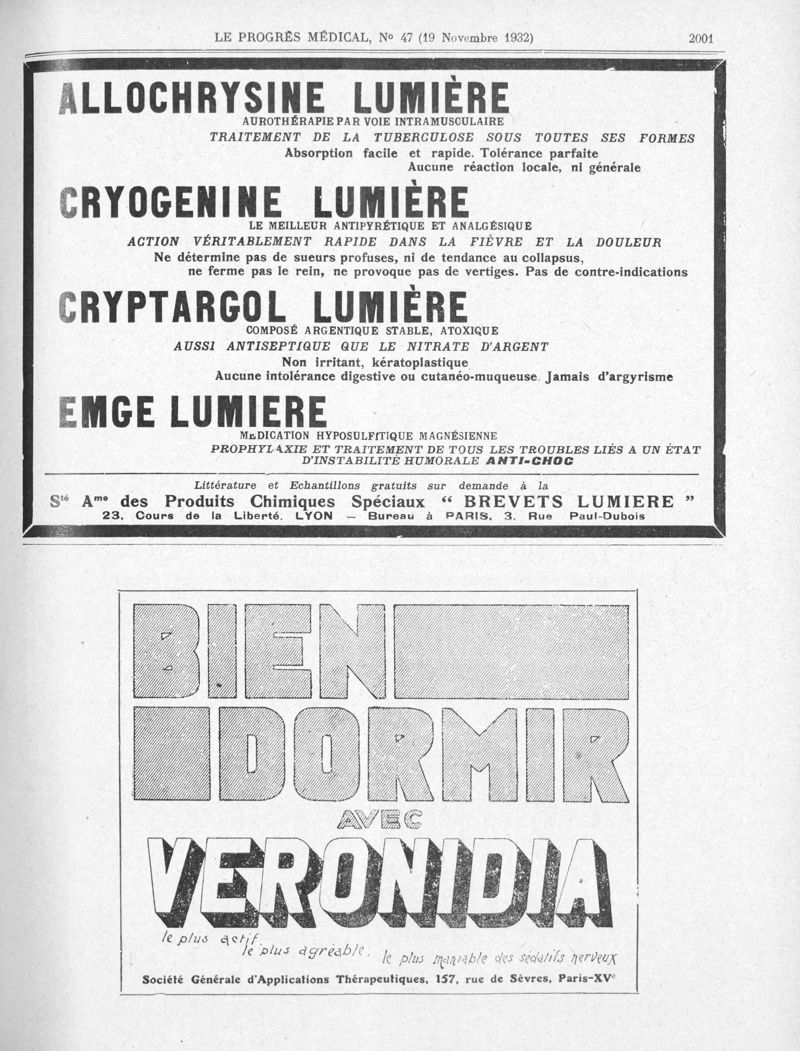 LE PROGRÈS MÉDICAL, No 47 (19 Novembre 1932) 2001
ALLOCHRYSINE LUMIÈRE
AUROTHÉRAPIE PAR VOIE INTRAMUSCULAIRE
TRAITEMENT DE LA TUBERCULOSE SOUS TOUTES SES FORMES
Absorption facile et rapide. Tolérance parfaite
Aucune réaction locale, ni générale
CRYOGENINE LUMIÈRE
LE MEILLEUR ANTIPYRÉTIQUE ET ANALGÉSIQUE
ACTION VÉRITABLEMENT RAPIDE DANS LA FIÈVRE ET LA DOULEUR
Ne détermine pas de sueurs profuses, ni de tendance au collapsus,
ne ferme pas le rein, ne provoque pas de vertiges. Pas de contre-indications
CRYPTARGOL LUMIÈRE
COMPOSÉ ARGENTIQUE STABLE, ATOXIQUE
AUSSI ANTISEPTIQUE QUE LE NITRATE D'ARGENT
Non irritant, kératoplastique
Aucune intolérance digestive ou cutanéo-muqueuse. Jamais d'argyrisme
EMGE LUMIERE
MEDICATION HYPOSULFITIQUE MAGNÉSIENNE
PROPHYLAXIE ET TRAITEMENT DE TOUS LES TROUBLES LIÉS A UN ÉTAT
D'INSTABILITÉ HUMORALE ANTI-CHOC
Littérature et Echantillons gratuits sur demande à la
Sté Ame des Produits Chimiques Spéciaux “ BREVETS LUMIERE ”
23, Cours de la Liberté, LYON — Bureau à PARIS, 3, Rue Paul-Dubois
BIEN
DORMIR
AVEC
VERONIDIA
le plus actif.
le plus agréable.
le plus maniable des sédatifs nerveux
Société Générale d'Applications Thérapeutiques, 157, rue de Sèvres, Paris-XVe